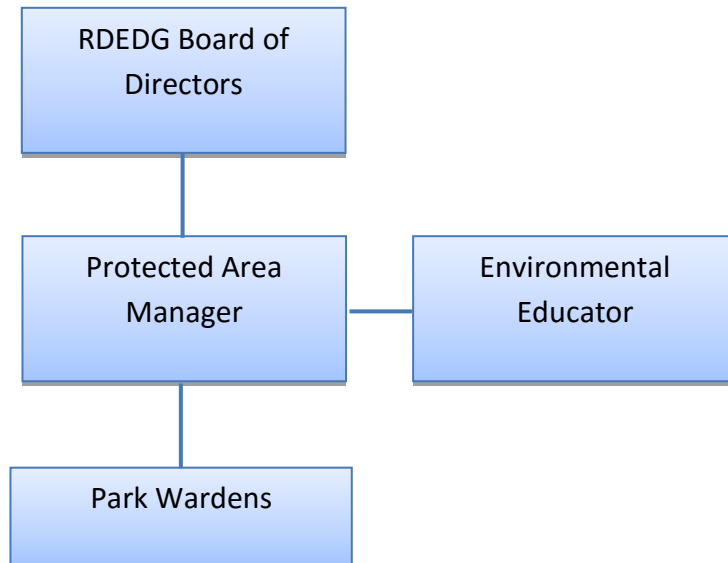 RDEDG Board of
Directors
Protected Area
Manager
Environmental
Educator
Park Wardens